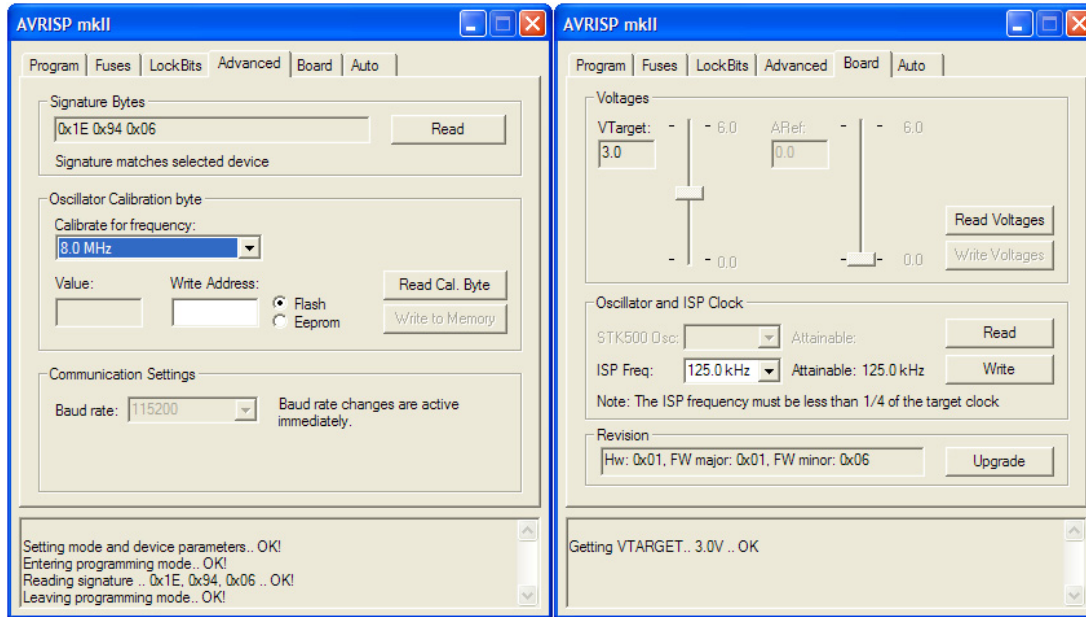 AVRISP mkII
Program Fuses LockBits Advanced Board Auto
Signature Bytes
0x1E 0x94 0x06
Read
Signature matches selected device
Oscillator Calibration byte
Calibrate for frequency:
8.0 MHz
Value:
Write Address:
Read Cal. Byte
Flash
Eeprom
Write to Memory
Communication Settings
Baud rate: 115200
Baud rate changes are active
immediately.
Setting mode and device parameters.. OK!
Entering programming mode.. OK!
Reading signature .. 0x1E, 0x94, 0x06 .. OK!
Leaving programming mode.. OK!
AVRISP mkII
Program Fuses LockBits Advanced Board Auto
Voltages
VTarget: 6.0 ARef: 6.0
3.0 0.0
Read Voltages
0.0 0.0 Write Voltages
Oscillator and ISP Clock
STK500 Osc: Attainable: Read
ISP Freq: 125.0 kHz Attainable: 125.0 kHz Write
Note: The ISP frequency must be less than 1/4 of the target clock
Revision
Hw: 0x01, FW major: 0x01, FW minor: 0x06 Upgrade
Getting VTARGET.. 3.0V .. OK